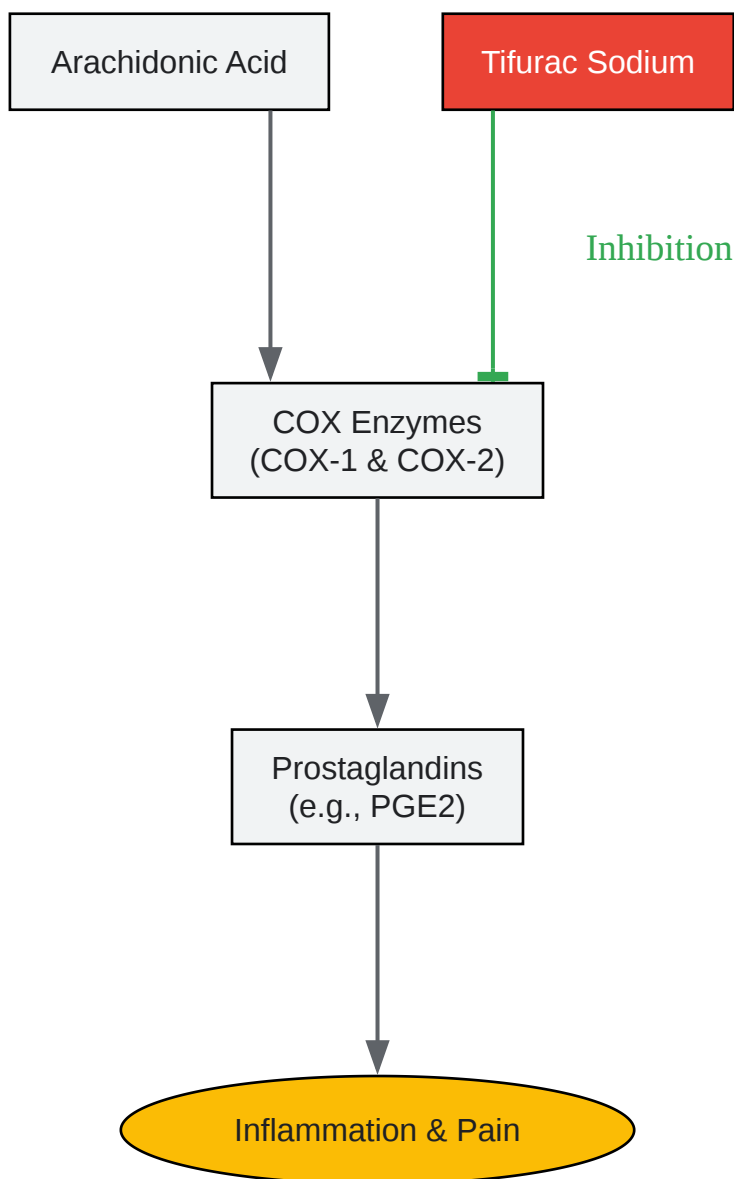 Arachidonic Acid
Tifurac Sodium
Inhibition
COX Enzymes
(COX-1 & COX-2)
Prostaglandins
(e.g., PGE2)
Inflammation & Pain